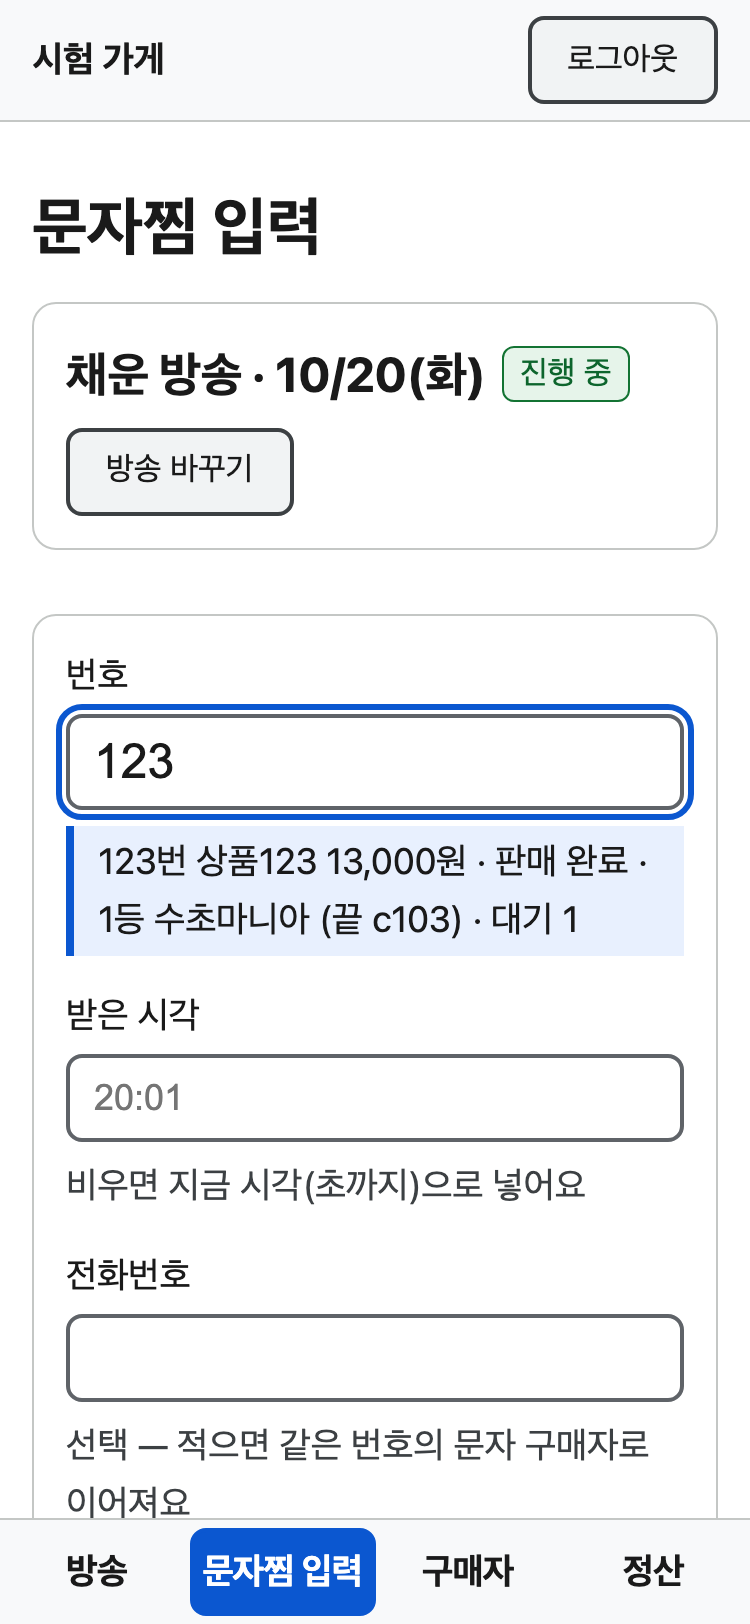 시험 가게
로그아웃
문자찜 입력
채운 방송 · 10/20(화) 진행 중
방송 바꾸기
번호
123
123번 상품123 13,000원 · 판매 완료 ·
1등 수초마니아 (끝 c103) · 대기 1
받은 시각
20:01
비우면 지금 시각(초까지)으로 넣어요
전화번호
선택 — 적으면 같은 번호의 문자 구매자로
이어져요
방송 문자찜 입력 구매자 정산